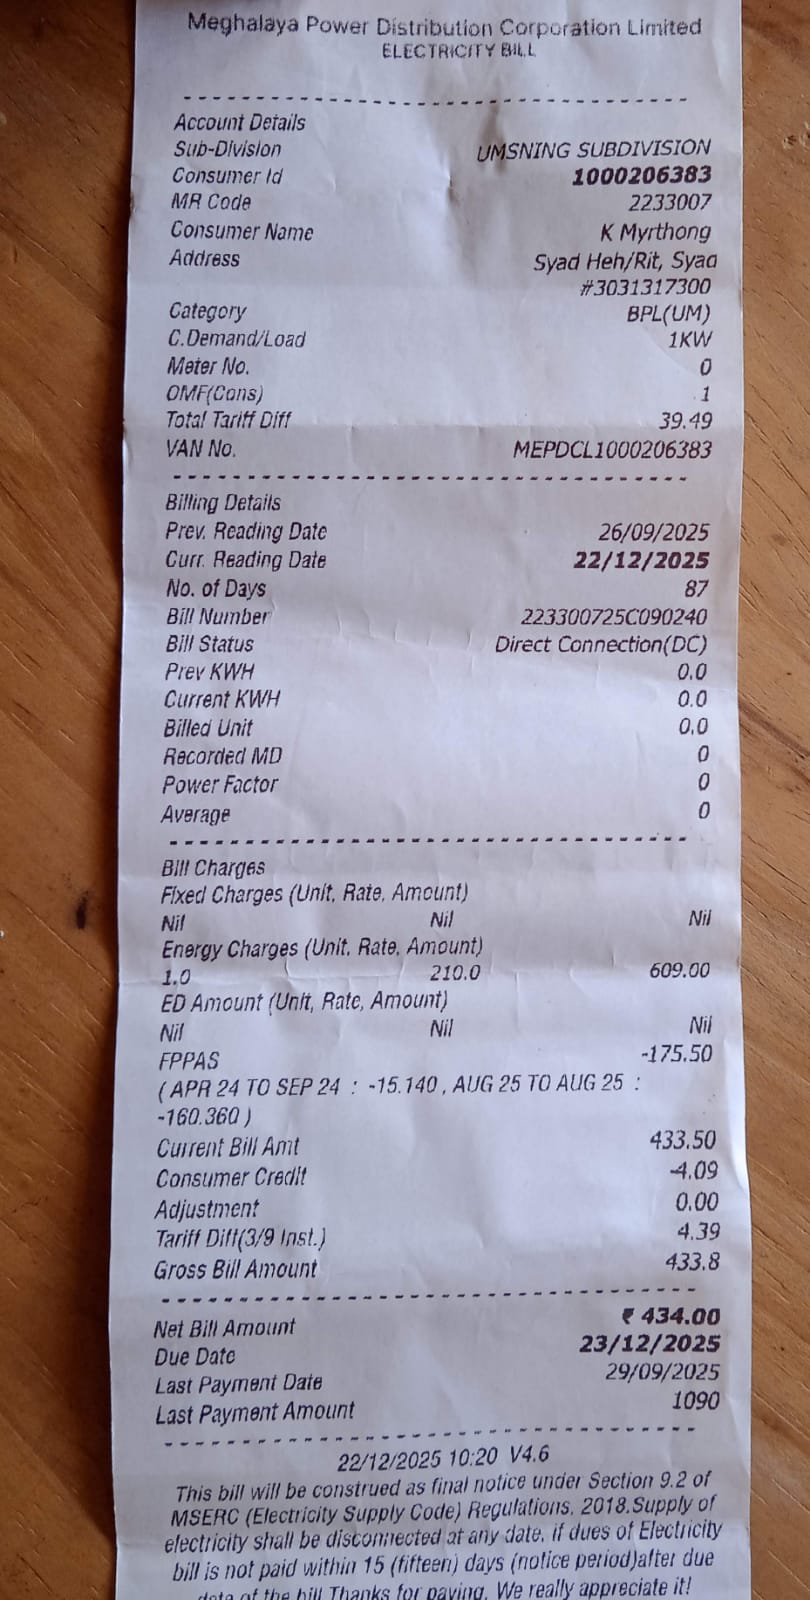 Meghalaya Power Distribution Corporation Limited
ELECTRICITY BILL
Account Details
Sub-Division UMSNING SUBDIVISION
Consumer Id 1000206383
MR Code 2233007
Consumer Name K Myrthong
Address Syad Heh/Rit, Syad
#3031317300
Category BPL(UM)
C.Demand/Load 1KW
Meter No. 0
OMF(Cons) 1
Total Tariff Diff 39.49
VAN No. MEPDCL1000206383
Billing Details
Prev. Reading Date 26/09/2025
Curr. Reading Date 22/12/2025
No. of Days 87
Bill Number 223300725C090240
Bill Status Direct Connection(DC)
Prev KWH 0.0
Current KWH 0.0
Billed Unit 0.0
Recorded MD 0
Power Factor 0
Average 0
Bill Charges
Fixed Charges (Unit, Rate, Amount)
Nil Nil Nil
Energy Charges (Unit, Rate, Amount)
1.0 210.0 609.00
ED Amount (Unit, Rate, Amount)
Nil Nil Nil
FPPAS -175.50
( APR 24 TO SEP 24 : -15.140 , AUG 25 TO AUG 25 :
-160.360 )
Current Bill Amt 433.50
Consumer Credit -4.09
Adjustment 0.00
Tariff Diff(3/9 Inst.) 4.39
Gross Bill Amount 433.8
Net Bill Amount ₹ 434.00
Due Date 23/12/2025
Last Payment Date 29/09/2025
Last Payment Amount 1090
22/12/2025 10:20 V4.6
This bill will be construed as final notice under Section 9.2 of
MSERC (Electricity Supply Code) Regulations, 2018.Supply of
electricity shall be disconnected at any date, if dues of Electricity
bill is not paid within 15 (fifteen) days (notice period)after due
date of the bill Thanks for paying. We really appreciate it!